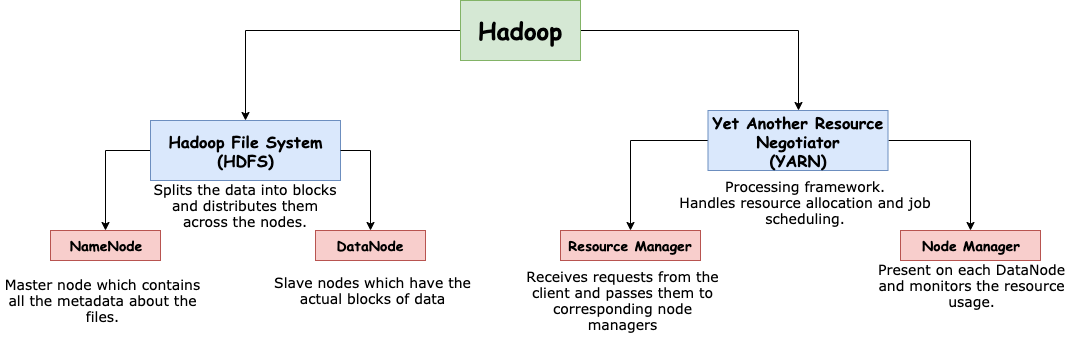 Hadoop
Hadoop File System
(HDFS)
Splits the data into blocks
and distributes them
across the nodes.
NameNode
Master node which contains
all the metadata about the
files.
DataNode
Slave nodes which have the
actual blocks of data
Yet Another Resource
Negotiator
(YARN)
Processing framework.
Handles resource allocation and job
scheduling.
Resource Manager
Receives requests from the
client and passes them to
corresponding node
managers
Node Manager
Present on each DataNode
and monitors the resource
usage.